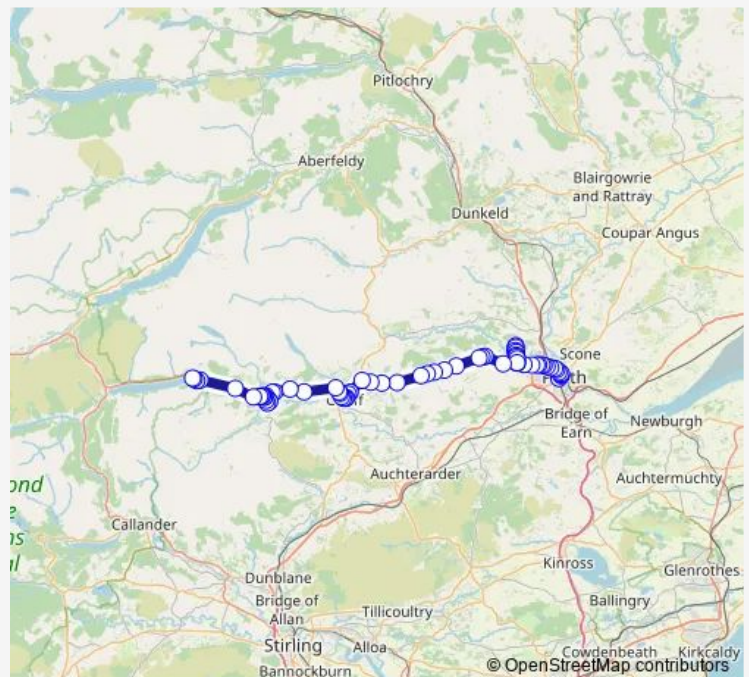 Pitlochry
Aberfeldy
Blairgowrie
and Rattray
Dunkeld
Coupar Angus
Scone
Bridge of
Earn
Newburgh
Auchterarder
Auchtermuchty
Callander
Kinross
Glenrothes
Dunblane
Bridge of
Allan
Ballingry
Tillicoultry
Stirling
Alloa
Cowdenbeath
Kirkcaldy
Bannockburn
© OpenStreetMap contributors